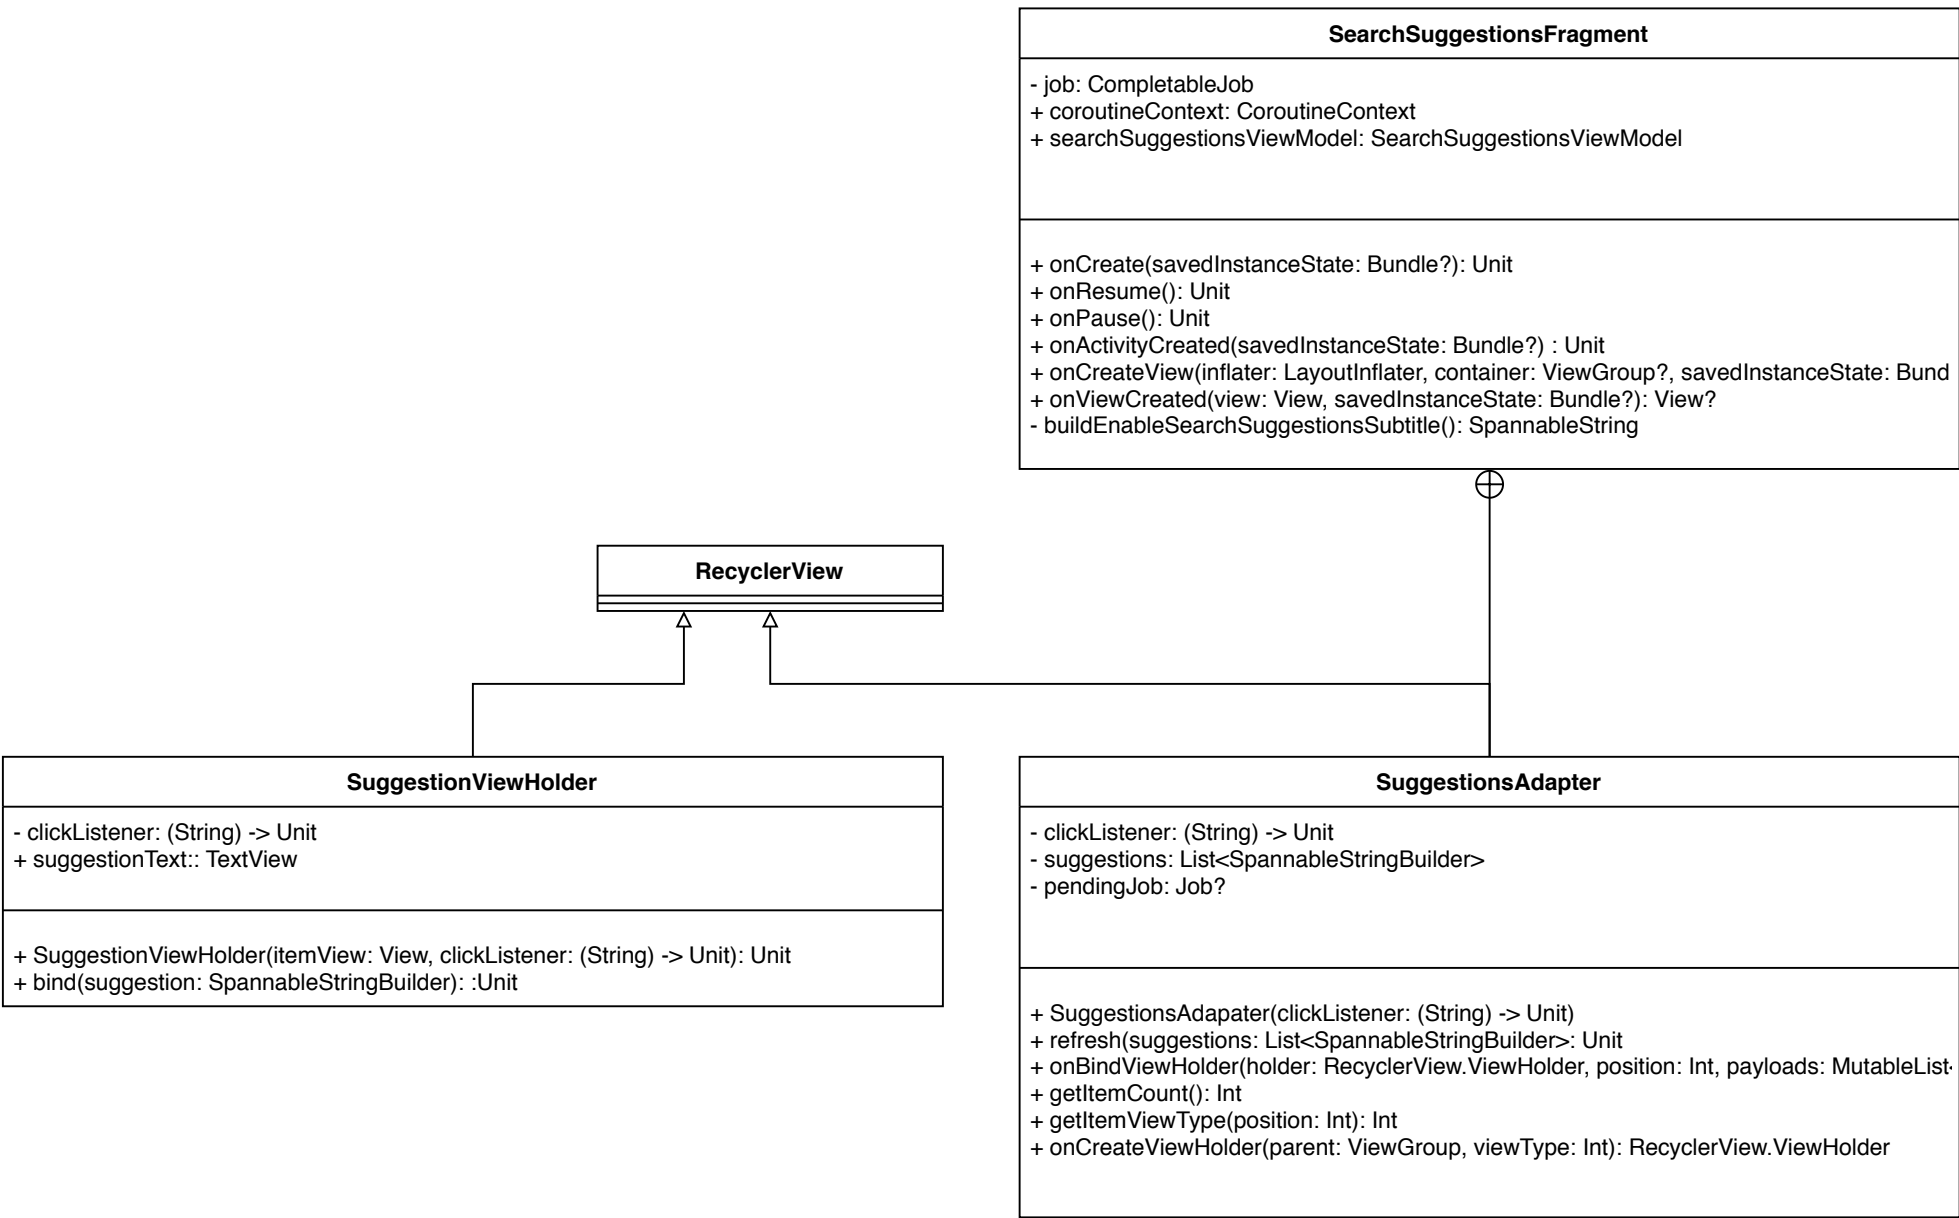 SearchSuggestionsFragment
- job: CompletableJob
+ coroutineContext: CoroutineContext
+ searchSuggestionsViewModel: SearchSuggestionsViewModel
+ onCreate(savedInstanceState: Bundle?): Unit
+ onResume(): Unit
+ onPause(): Unit
+ onActivityCreated(savedInstanceState: Bundle?) : Unit
+ onCreateView(inflater: LayoutInflater, container: ViewGroup?, savedInstanceState: Bund
+ onViewCreated(view: View, savedInstanceState: Bundle?): View?
- buildEnableSearchSuggestionsSubtitle(): SpannableString
RecyclerView
SuggestionViewHolder
- clickListener: (String) -> Unit
+ suggestionText:: TextView
+ SuggestionViewHolder(itemView: View, clickListener: (String) -> Unit): Unit
+ bind(suggestion: SpannableStringBuilder): :Unit
SuggestionsAdapter
- clickListener: (String) -> Unit
- suggestions: List<SpannableStringBuilder>
- pendingJob: Job?
+ SuggestionsAdapater(clickListener: (String) -> Unit)
+ refresh(suggestions: List<SpannableStringBuilder>: Unit
+ onBindViewHolder(holder: RecyclerView.ViewHolder, position: Int, payloads: MutableList<
+ getItemCount(): Int
+ getItemViewType(position: Int): Int
+ onCreateViewHolder(parent: ViewGroup, viewType: Int): RecyclerView.ViewHolder